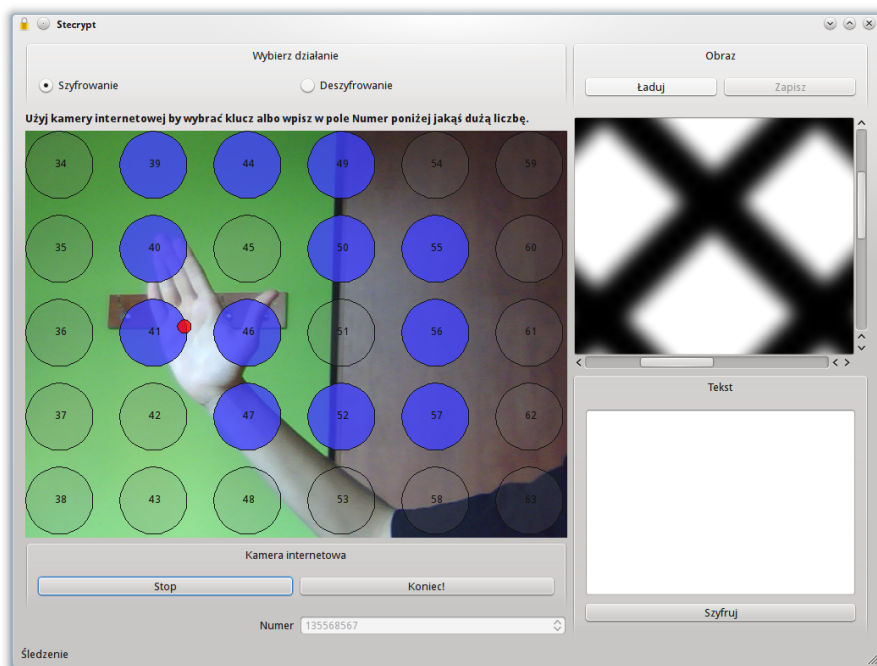 Stecrypt
Wybierz działanie
Szyfrowanie Deszyfrowanie
Obraz
Ładuj Zapisz
Użyj kamery internetowej by wybrać klucz albo wpisz w pole Numer poniżej jakąś dużą liczbę.
34 39 44 49 54 59
35 40 45 50 55 60
36 41 46 51 56 61
37 42 47 52 57 62
38 43 48 53 58 63
Tekst
Kamera internetowa
Stop Koniec!
Szyfruj
Numer 135568567
Śledzenie